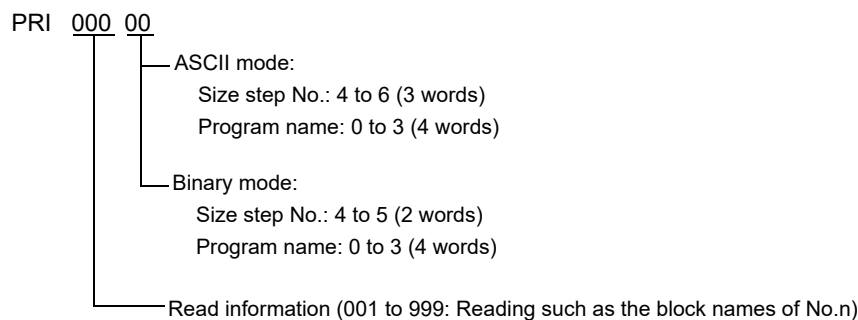 PRI 000 00
ASCII mode:
Size step No.: 4 to 6 (3 words)
Program name: 0 to 3 (4 words)
Binary mode:
Size step No.: 4 to 5 (2 words)
Program name: 0 to 3 (4 words)
Read information (001 to 999: Reading such as the block names of No.n)